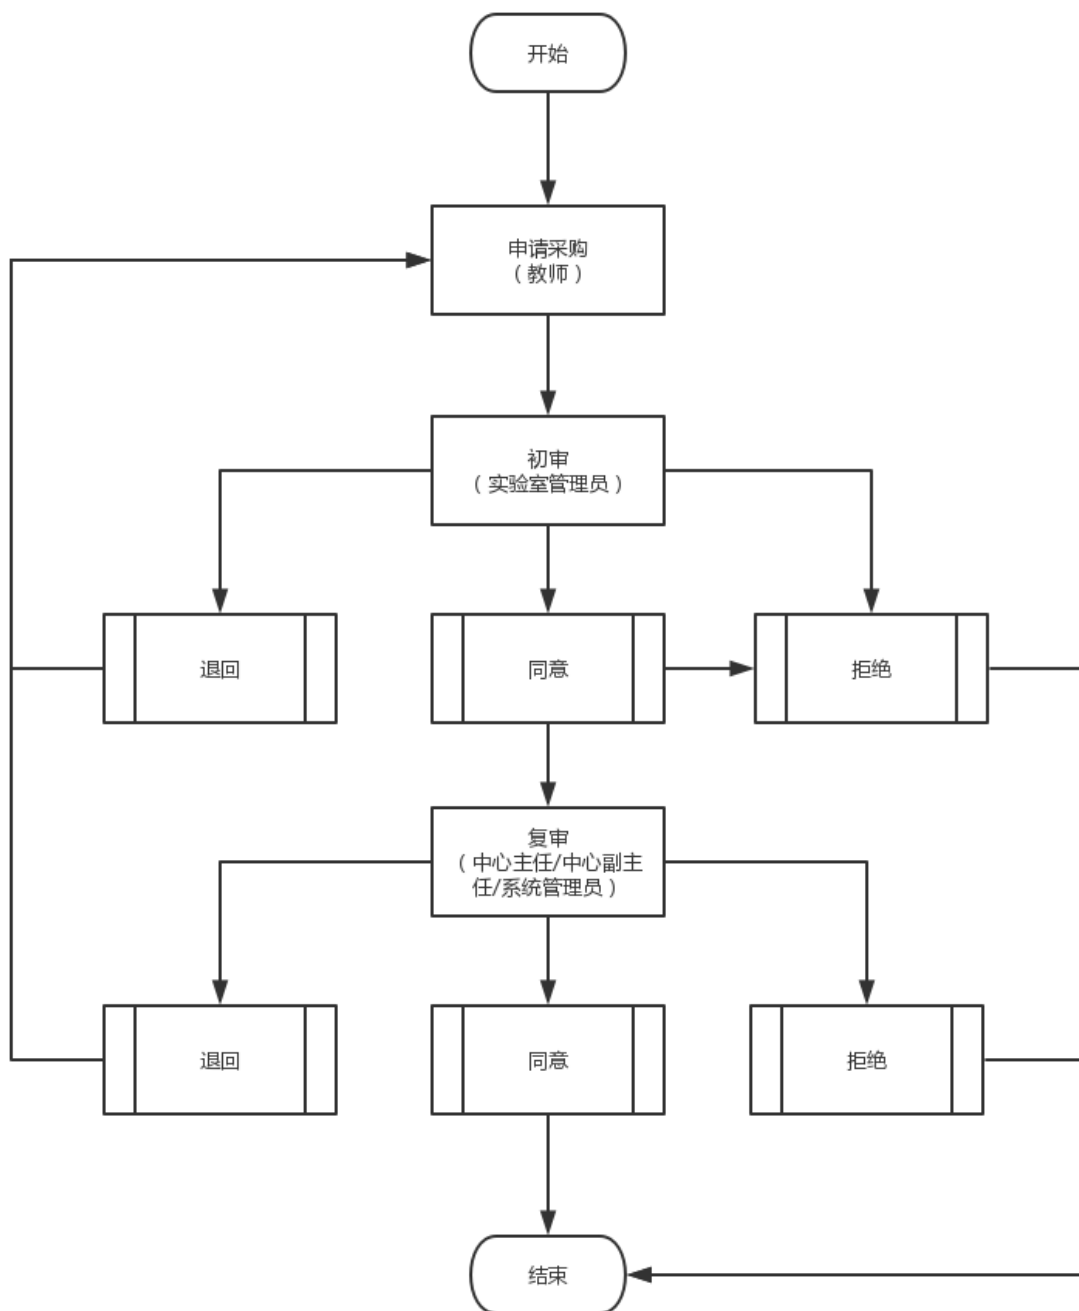 开始
申请采购
（教师）
初审
（实验室管理员）
退回
同意
拒绝
复审
（中心主任/中心副主
任/系统管理员）
退回
同意
拒绝
结束